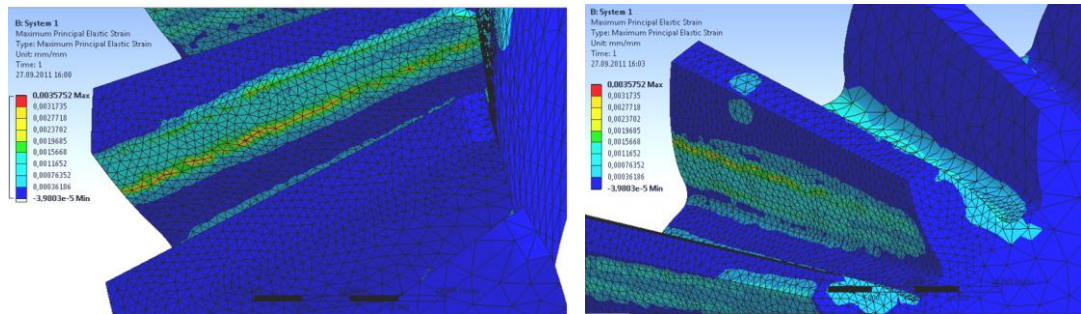 B: System 1
Maximum Principal Elastic Strain
Type: Maximum Principal Elastic Strain
Unit: mm/mm
Time: 1
27.09.2011 16:00
0,0035752 Max
0,0031735
0,0027718
0,0023702
0,0019685
0,0015668
0,0011652
0,00076352
0,00036186
-3,9803e-5 Min
B: System 1
Maximum Principal Elastic Strain
Type: Maximum Principal Elastic Strain
Unit: mm/mm
Time: 1
27.09.2011 16:03
0,0035752 Max
0,0031735
0,0027718
0,0023702
0,0019685
0,0015668
0,0011652
0,00076352
0,00036186
-3,9803e-5 Min